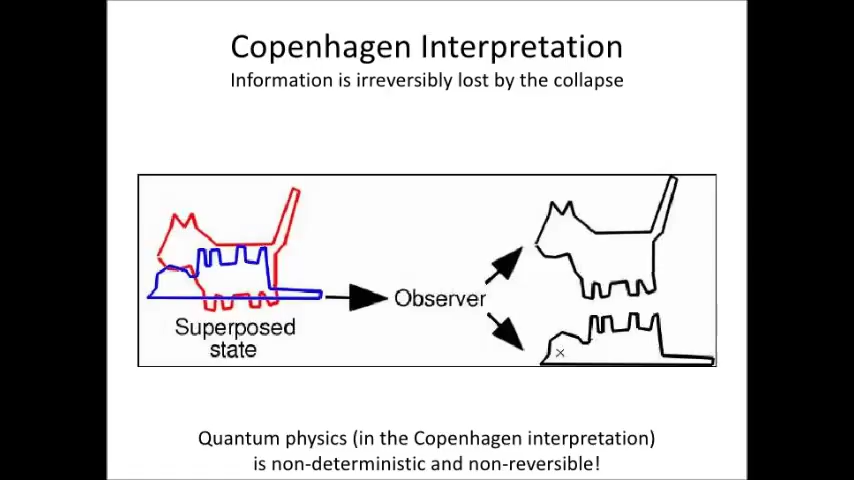 Copenhagen Interpretation
Information is irreversibly lost by the collapse
Superposed
state
Observer
Quantum physics (in the Copenhagen interpretation)
is non-deterministic and non-reversible!